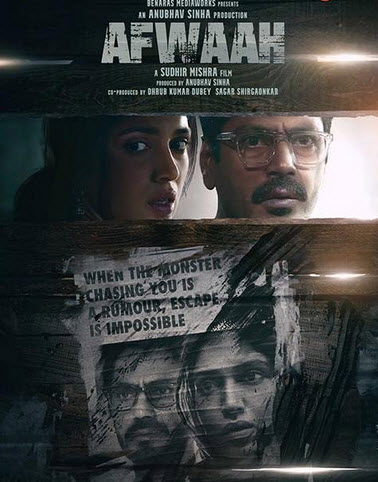 BENARAS MEDIAWORKS PRESENTS
AN ANUBHAV SINHA PRODUCTION
AFWAAH
A SUDHIR MISHRA FILM
PRODUCED BY ANUBHAV SINHA
CO-PRODUCED BY DHRUB KUMAR DUBEY SAGAR SHIRGAONKAR
WHEN THE MONSTER
CHASING YOU IS
A RUMOUR, ESCAPE
IS IMPOSSIBLE